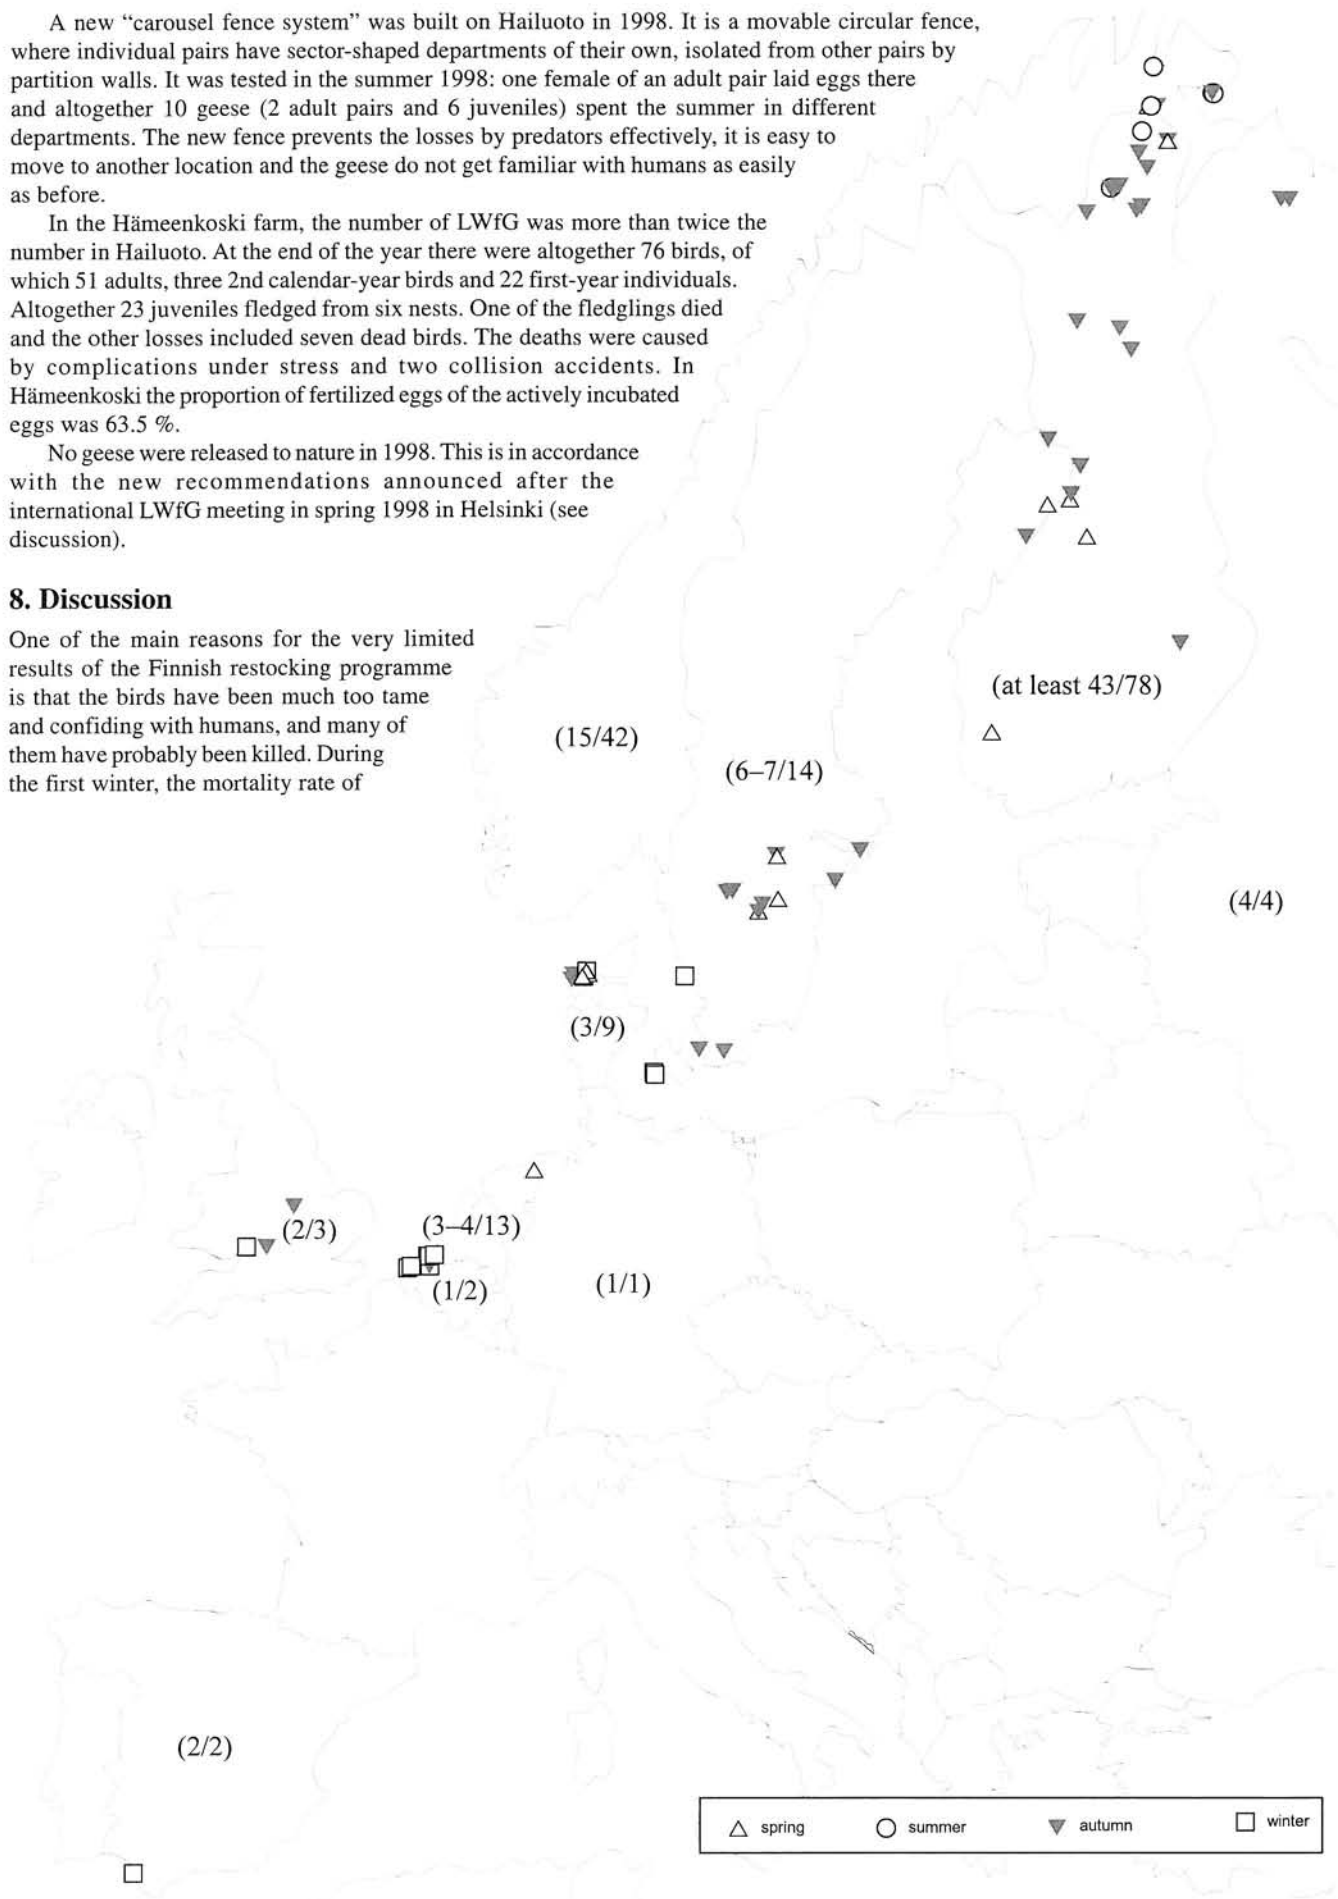 A new “carousel fence system” was built on Hailuoto in 1998. It is a movable circular fence,
where individual pairs have sector-shaped departments of their own, isolated from other pairs by
partition walls. It was tested in the summer 1998: one female of an adult pair laid eggs there
and altogether 10 geese (2 adult pairs and 6 juveniles) spent the summer in different
departments. The new fence prevents the losses by predators effectively, it is easy to
move to another location and the geese do not get familiar with humans as easily
as before.
In the Hämeenkoski farm, the number of LWfG was more than twice the
number in Hailuoto. At the end of the year there were altogether 76 birds, of
which 51 adults, three 2nd calendar-year birds and 22 first-year individuals.
Altogether 23 juveniles fledged from six nests. One of the fledglings died
and the other losses included seven dead birds. The deaths were caused
by complications under stress and two collision accidents. In
Hämeenkoski the proportion of fertilized eggs of the actively incubated
eggs was 63.5 %.
No geese were released to nature in 1998. This is in accordance
with the new recommendations announced after the
international LWfG meeting in spring 1998 in Helsinki (see
discussion).
8. Discussion
One of the main reasons for the very limited
results of the Finnish restocking programme
is that the birds have been much too tame
and confiding with humans, and many of
them have probably been killed. During
the first winter, the mortality rate of
(at least 43/78)
(15/42)
(6–7/14)
(4/4)
(3/9)
(2/3)
(3–4/13)
(1/2)
(1/1)
(2/2)
spring
summer
autumn
winter